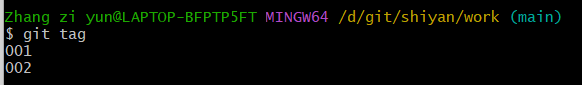 Zhang zi yun@LAPTOP-BFPTP5FT MINGW64 /d/git/shiyan/work (main)
$ git tag
001
002